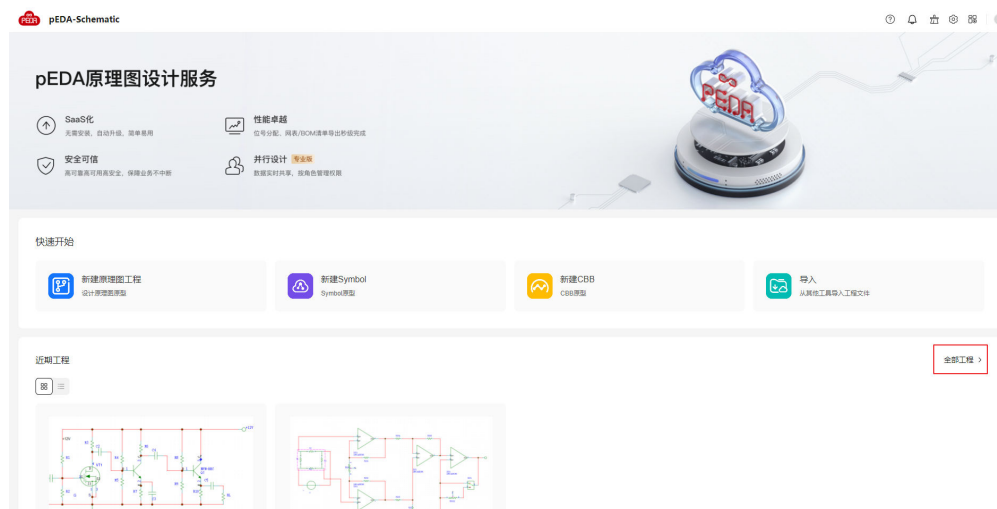 PEDA pEDA-Schematic
pEDA原理图设计服务
SaaS化
无需安装，自动升级，简单易用
性能卓越
位号分配、网表/BOM清单导出秒级完成
安全可信
高可靠高可用高安全，保障业务不中断
并行设计 专业版
数据实时共享，按角色管理权限
PEDA
快速开始
新建原理图工程
设计原理图原型
新建Symbol
Symbol原型
新建CBB
CBB原型
导入
从其他工具导入工程文件
近期工程
全部工程 >